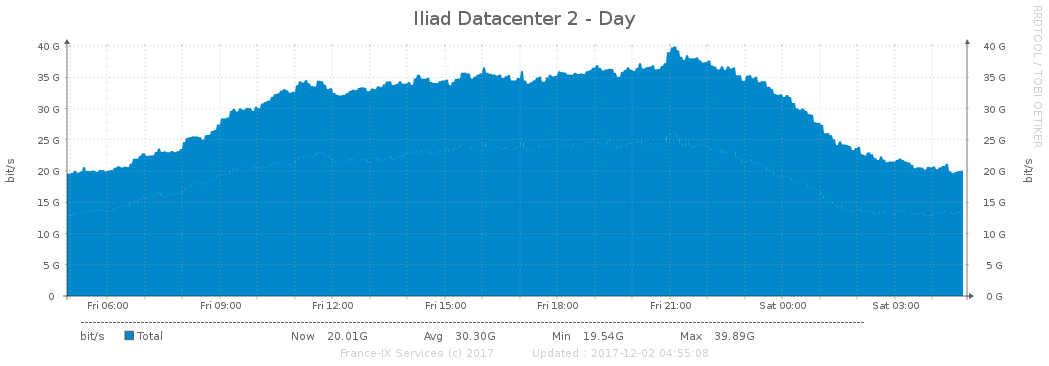 Iliad Datacenter 2 - Day
RRDTOOL / TOBI OETIKER
bit/s
bit/s
40 G 40 G
35 G 35 G
30 G 30 G
25 G 25 G
20 G 20 G
15 G 15 G
10 G 10 G
5 G 5 G
0 0 G
Fri 06:00 Fri 09:00 Fri 12:00 Fri 15:00 Fri 18:00 Fri 21:00 Sat 00:00 Sat 03:00
bit/s Total Now 20.01G Avg 30.30G Min 19.54G Max 39.89G
France-IX Services (c) 2017 Updated : 2017-12-02 04:55:08